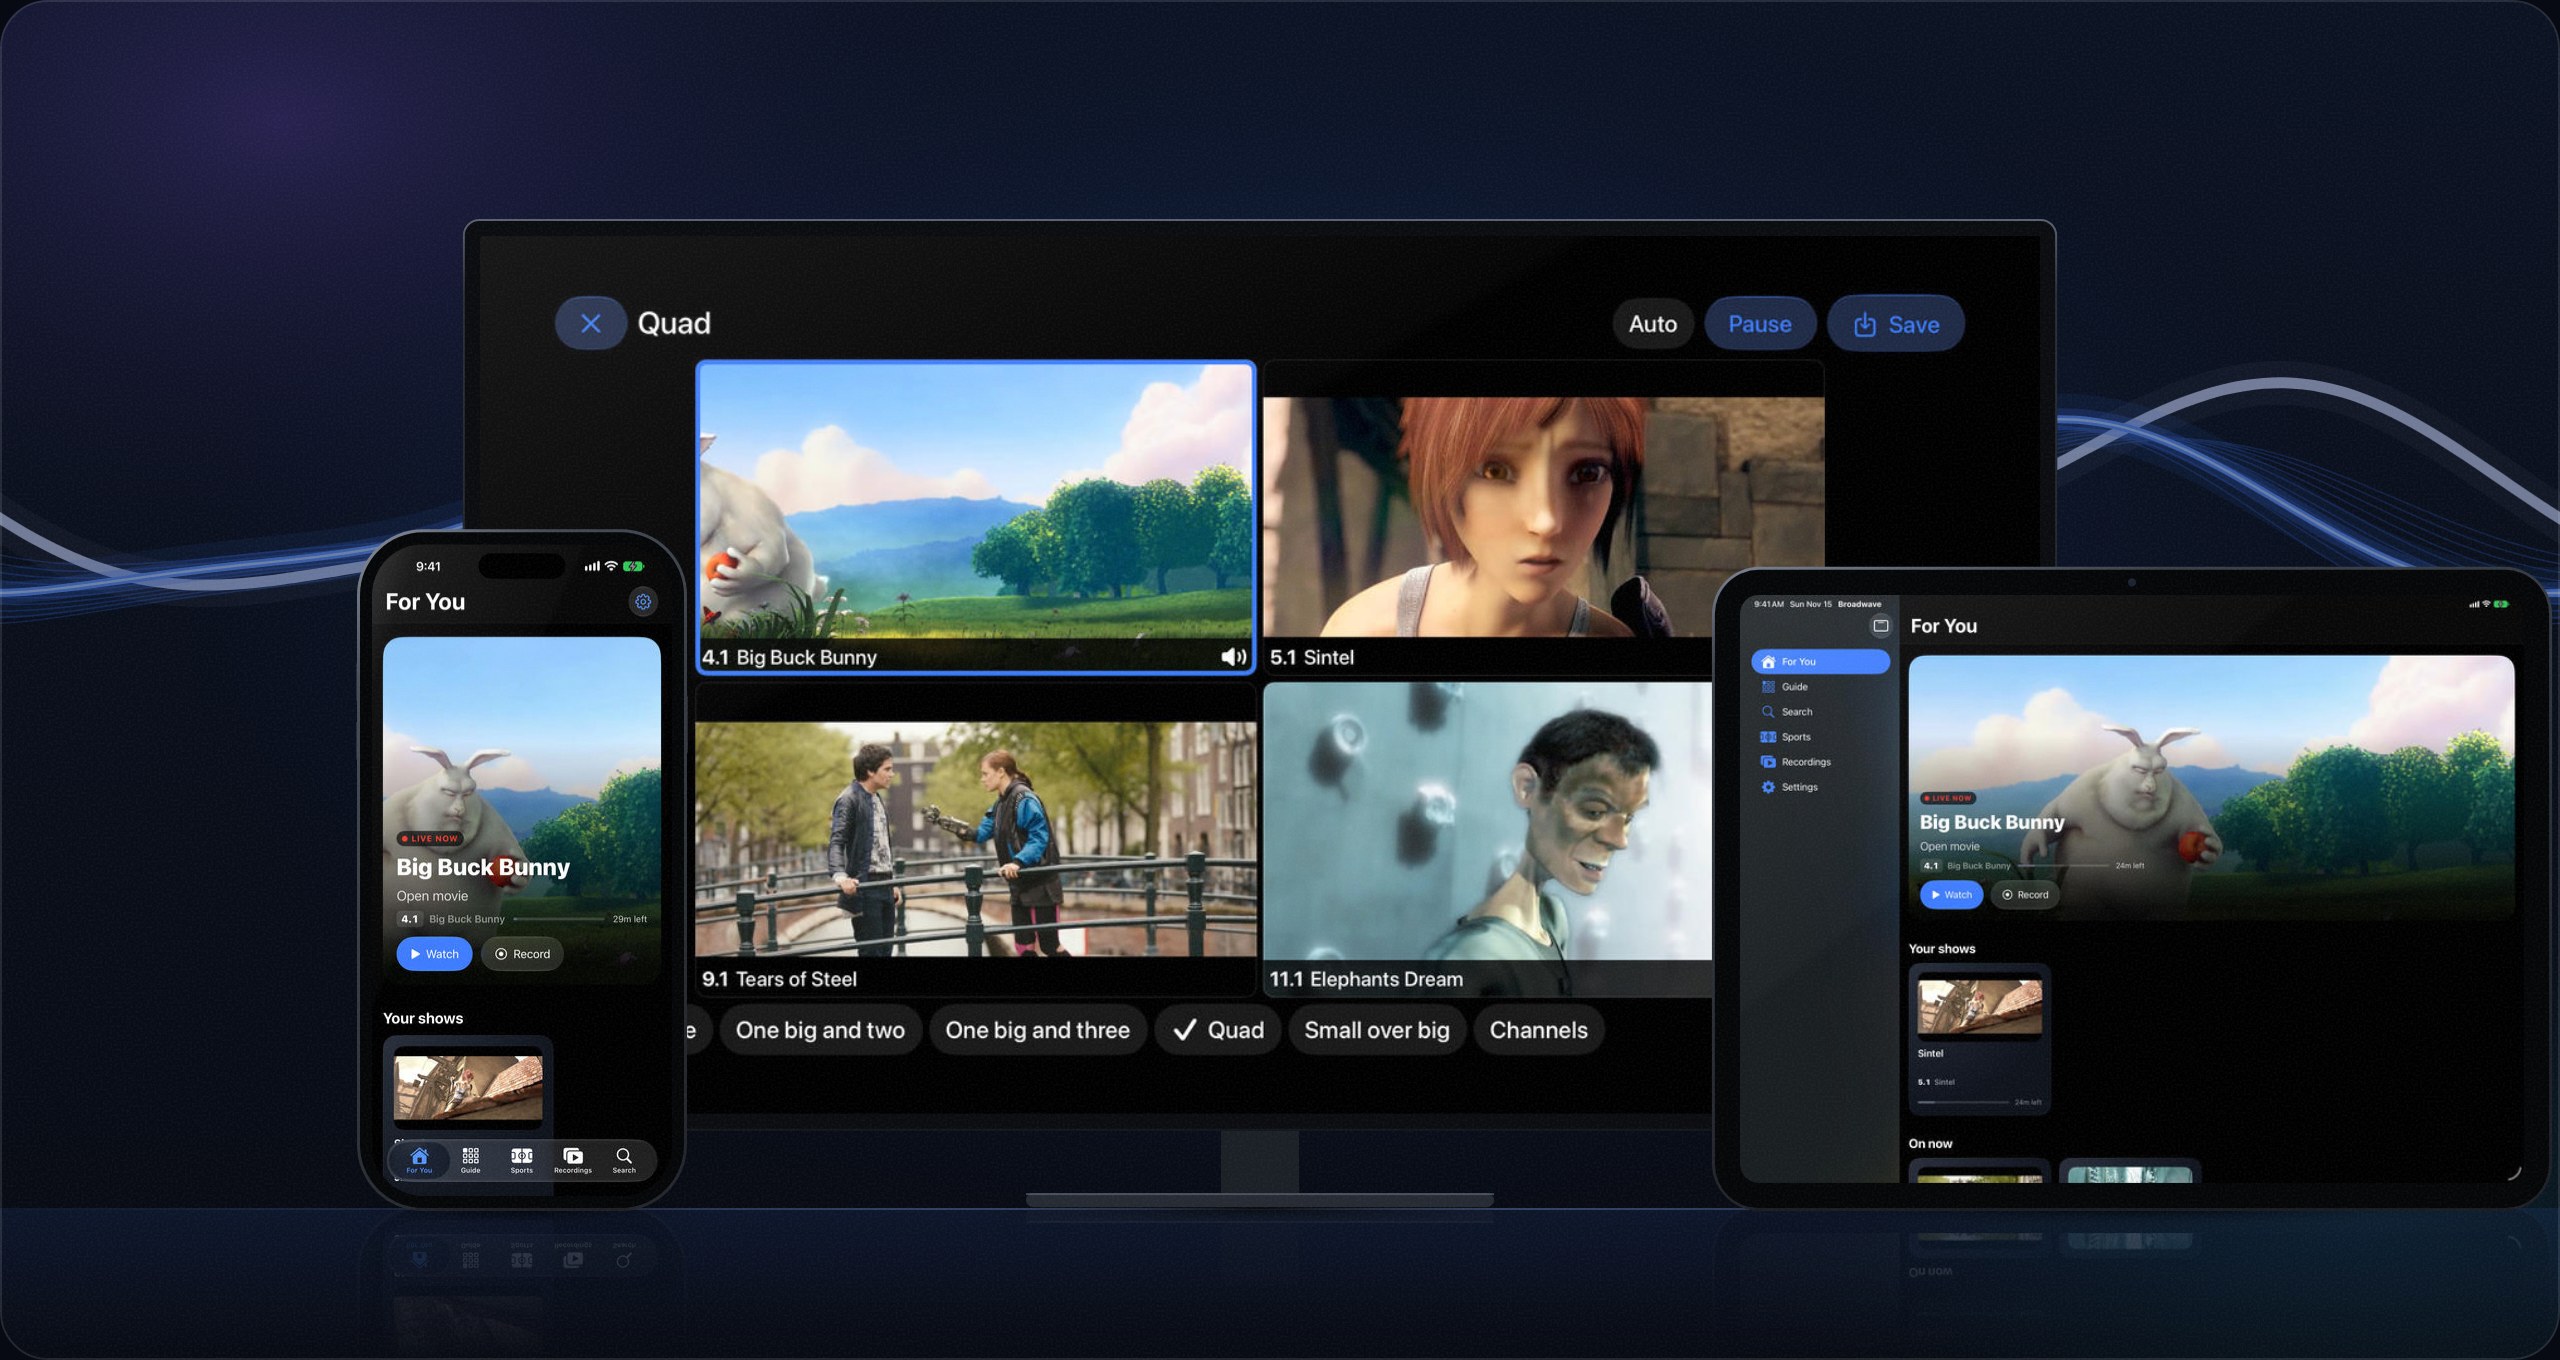 Quad
Auto
Pause
Save
4.1 Big Buck Bunny
5.1 Sintel
9.1 Tears of Steel
11.1 Elephants Dream
e
One big and two
One big and three
Quad
Small over big
Channels
9:41
For You
LIVE NOW
Big Buck Bunny
Open movie
4.1 Big Buck Bunny 29m left
Watch
Record
Your shows
For You
Guide
Sports
Recordings
Search
9:41 AM Sun Nov 15 Broadwave
For You
Guide
Search
Sports
Recordings
Settings
For You
LIVE NOW
Big Buck Bunny
Open movie
4.1 Big Buck Bunny 24m left
Watch
Record
Your shows
Sintel
5.1 Sintel
24m left
On now